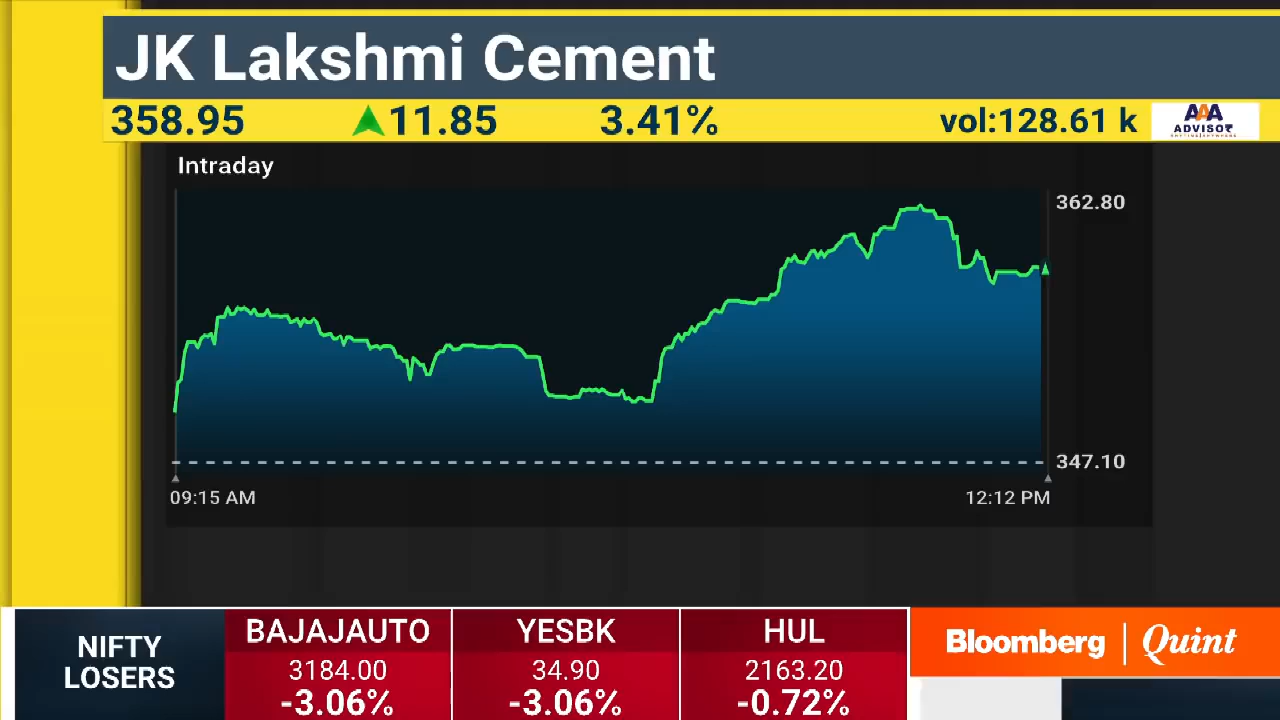 JK Lakshmi Cement
358.95 11.85 3.41% vol:128.61 k
AAA
ADVISOR
Intraday
362.80
347.10
09:15 AM 12:12 PM
NIFTY
LOSERS
BAJAJAUTO
3184.00
-3.06%
YESBK
34.90
-3.06%
HUL
2163.20
-0.72%
Bloomberg | Quint